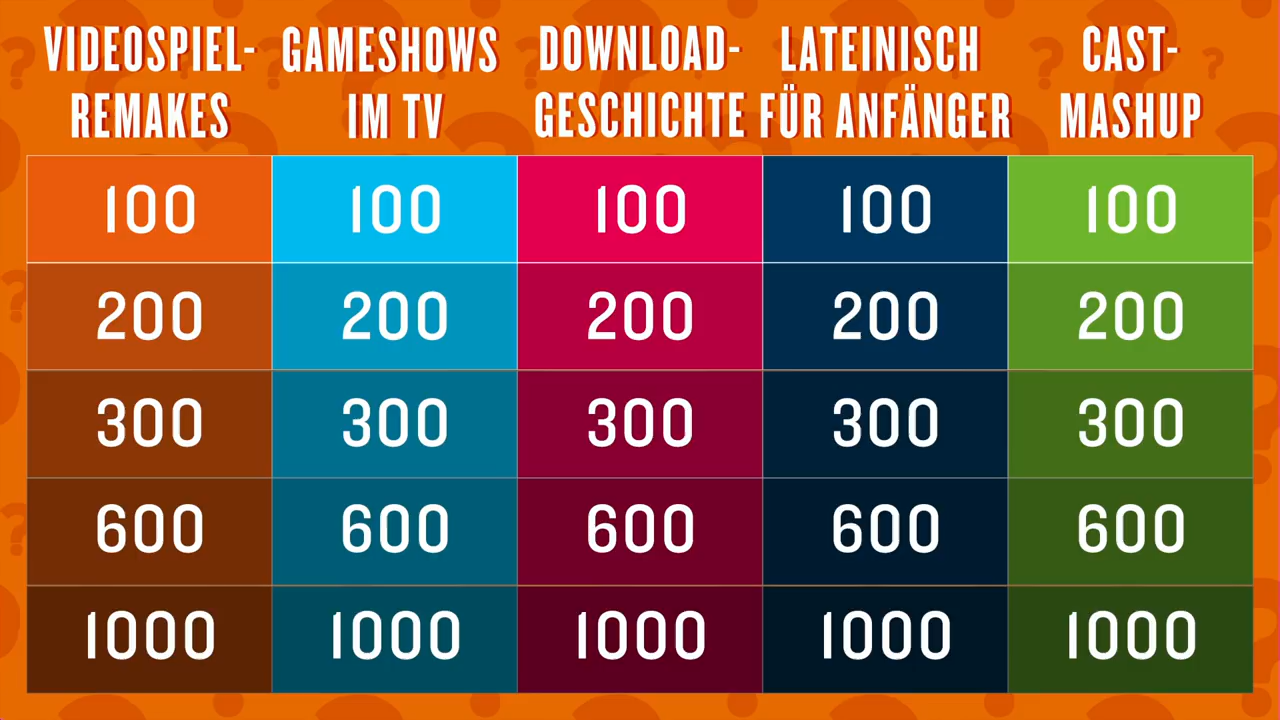 VIDEOSPIEL-
REMAKES
GAMESHOWS
IM TV
DOWNLOAD-
GESCHICHTE
LATEINISCH
FÜR ANFÄNGER
CAST-
MASHUP
100 100 100 100 100
200 200 200 200 200
300 300 300 300 300
600 600 600 600 600
1000 1000 1000 1000 1000